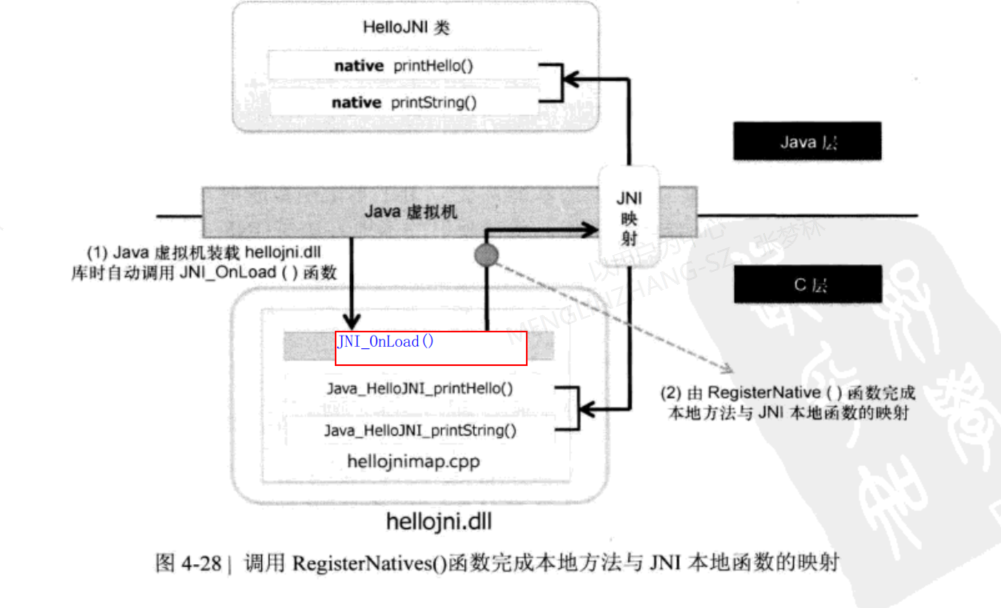 HelloJNI 类
native printHello()
native printString()
Java 层
Java 虚拟机
JNI
映
射
(1) Java 虚拟机装载 hellojni.dll
库时自动调用 JNI_OnLoad ( ) 函数
C 层
JNI_OnLoad()
Java_HelloJNI_printHello()
Java_HelloJNI_printString()
hellojnimap.cpp
(2) 由 RegisterNative ( ) 函数完成
本地方法与 JNI 本地函数的映射
hellojni.dll
图 4-28 | 调用 RegisterNatives()函数完成本地方法与 JNI 本地函数的映射